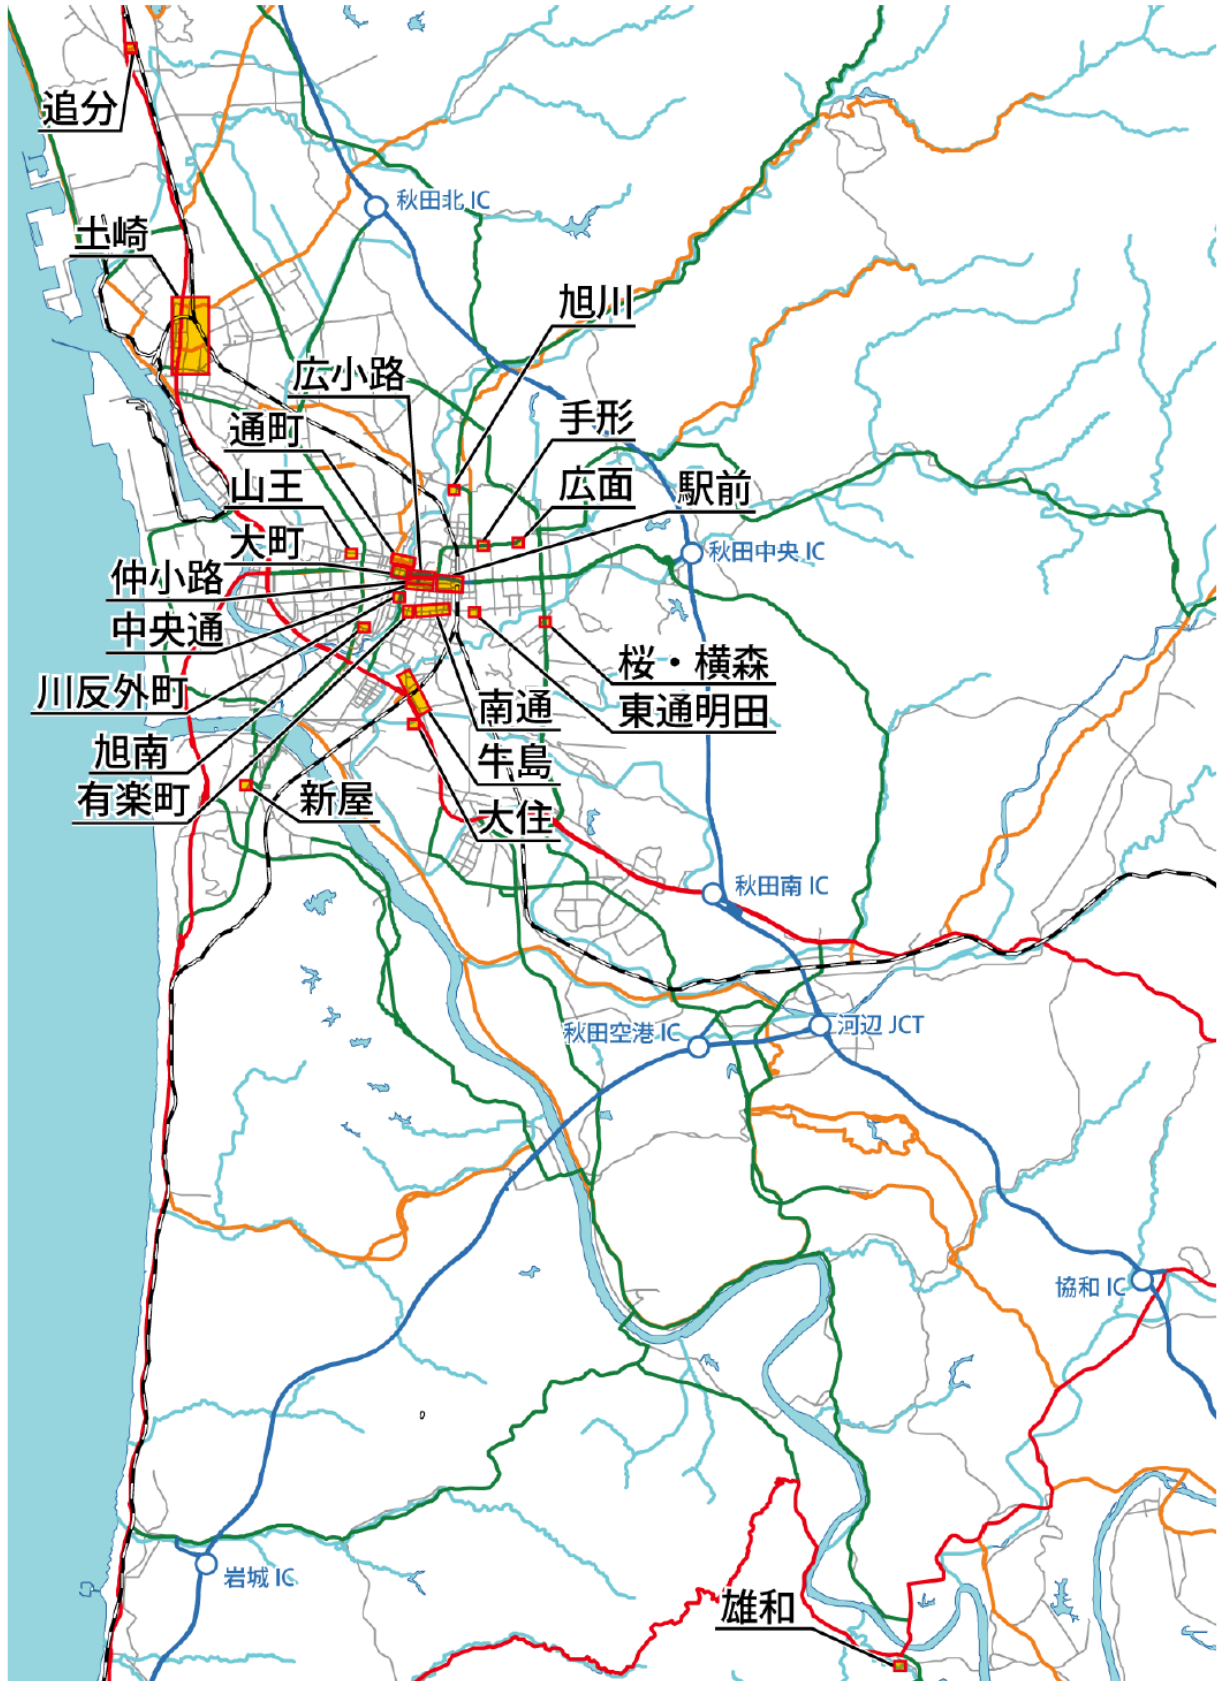 追分
秋田北 IC
土崎
旭川
広小路
通町
手形
山王
広面
駅前
大町
秋田中央 IC
仲小路
中央通
桜・横森
川反外町
南通
東通明田
旭南
牛島
有楽町
新屋
大住
秋田南 IC
秋田空港 IC
河辺 JCT
協和 IC
岩城 IC
雄和